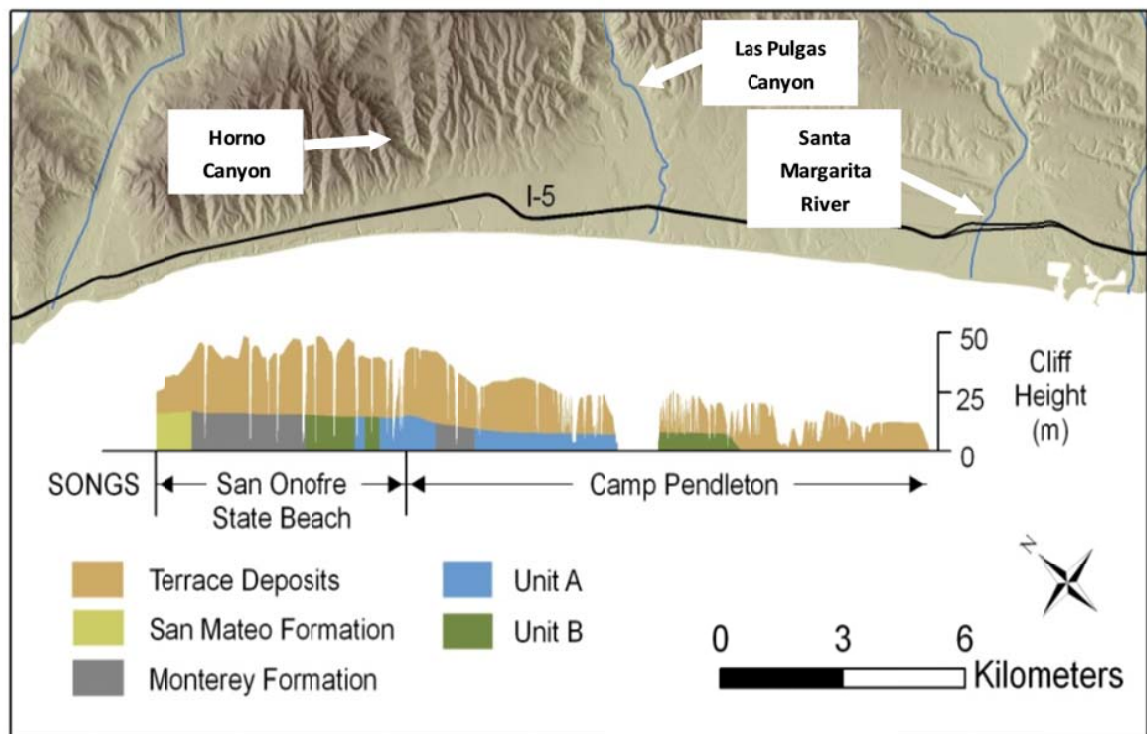 Las Pulgas
Canyon
Horno
Canyon
Santa
Margarita
River
I-5
50
25
0
Cliff
Height
(m)
SONGS
San Onofre
State Beach
Camp Pendleton
N
Terrace Deposits
San Mateo Formation
Monterey Formation
Unit A
Unit B
0 3 6
Kilometers